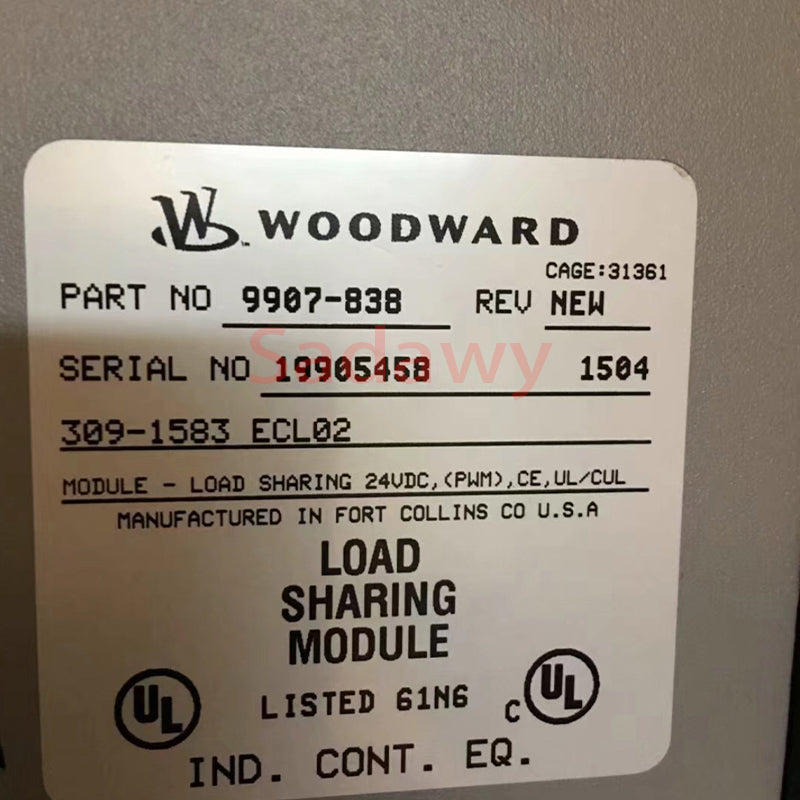 WOODWARD
CAGE:31361
PART NO 9907-838 REV NEW
SERIAL NO 19905458 1504
Sadawy
309-1583 ECL02
MODULE - LOAD SHARING 24VDC,(PWM),CE,UL/CUL
MANUFACTURED IN FORT COLLINS CO U.S.A
LOAD
SHARING
MODULE
UL LISTED 61N6 C UL
IND. CONT. EQ.